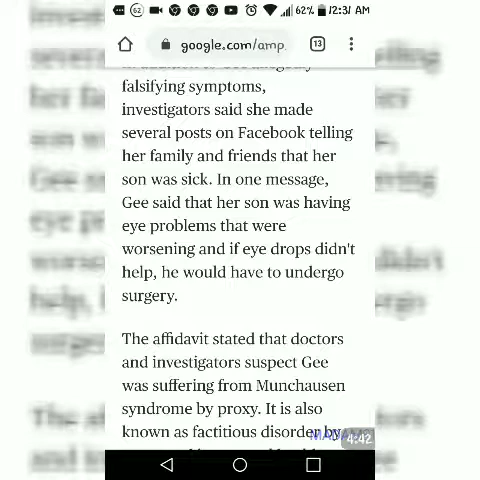 62
62% 12:31 AM
google.com/amp.
13
falsifying symptoms,
investigators said she made
several posts on Facebook telling
her family and friends that her
son was sick. In one message,
Gee said that her son was having
eye problems that were
worsening and if eye drops didn't
help, he would have to undergo
surgery.
The affidavit stated that doctors
and investigators suspect Gee
was suffering from Munchausen
syndrome by proxy. It is also
known as factitious disorder by
4:42